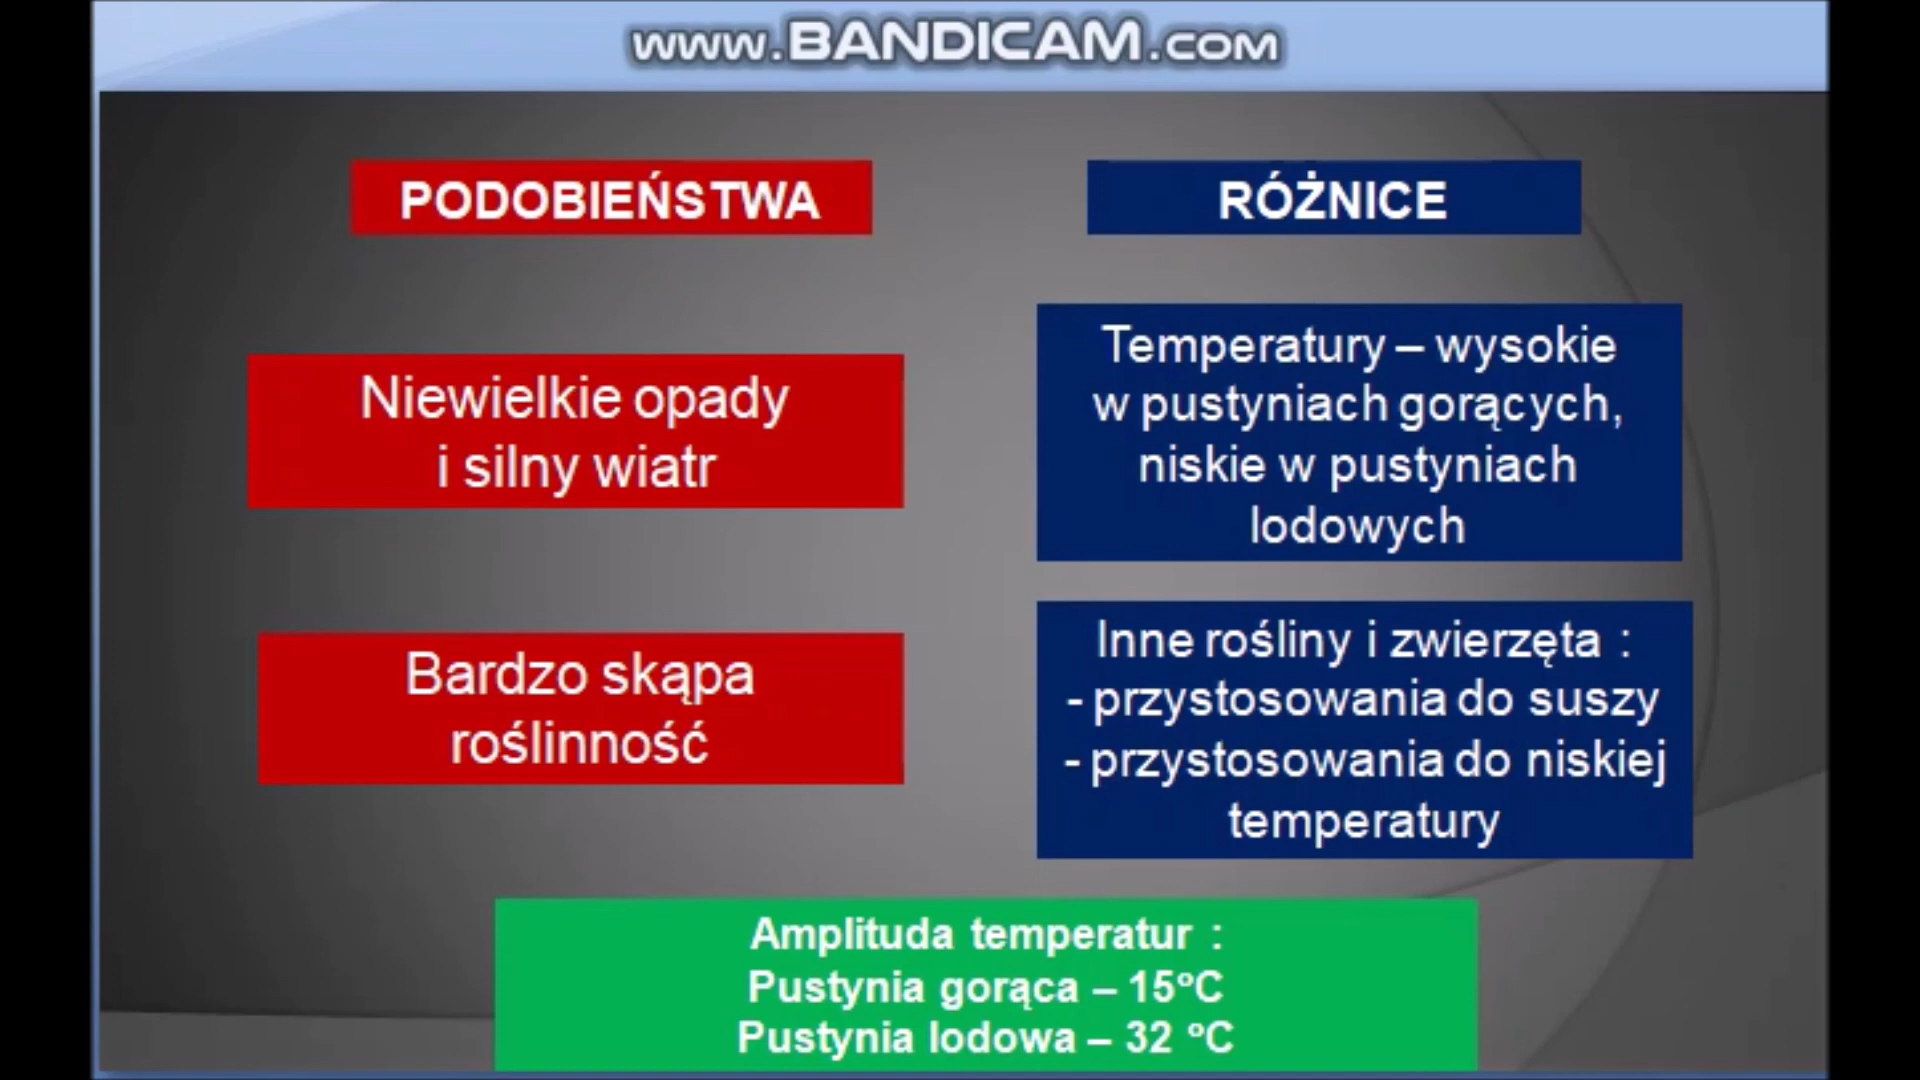 www.BANDICAM.com
PODOBIEŃSTWA
Niewielkie opady
i silny wiatr
Bardzo skąpa
roślinność
RÓŻNICE
Temperatury – wysokie
w pustyniach gorących,
niskie w pustyniach
lodowych
Inne rośliny i zwierzęta :
- przystosowania do suszy
- przystosowania do niskiej
temperatury
Amplituda temperatur :
Pustynia gorąca – 15°C
Pustynia lodowa – 32 °C